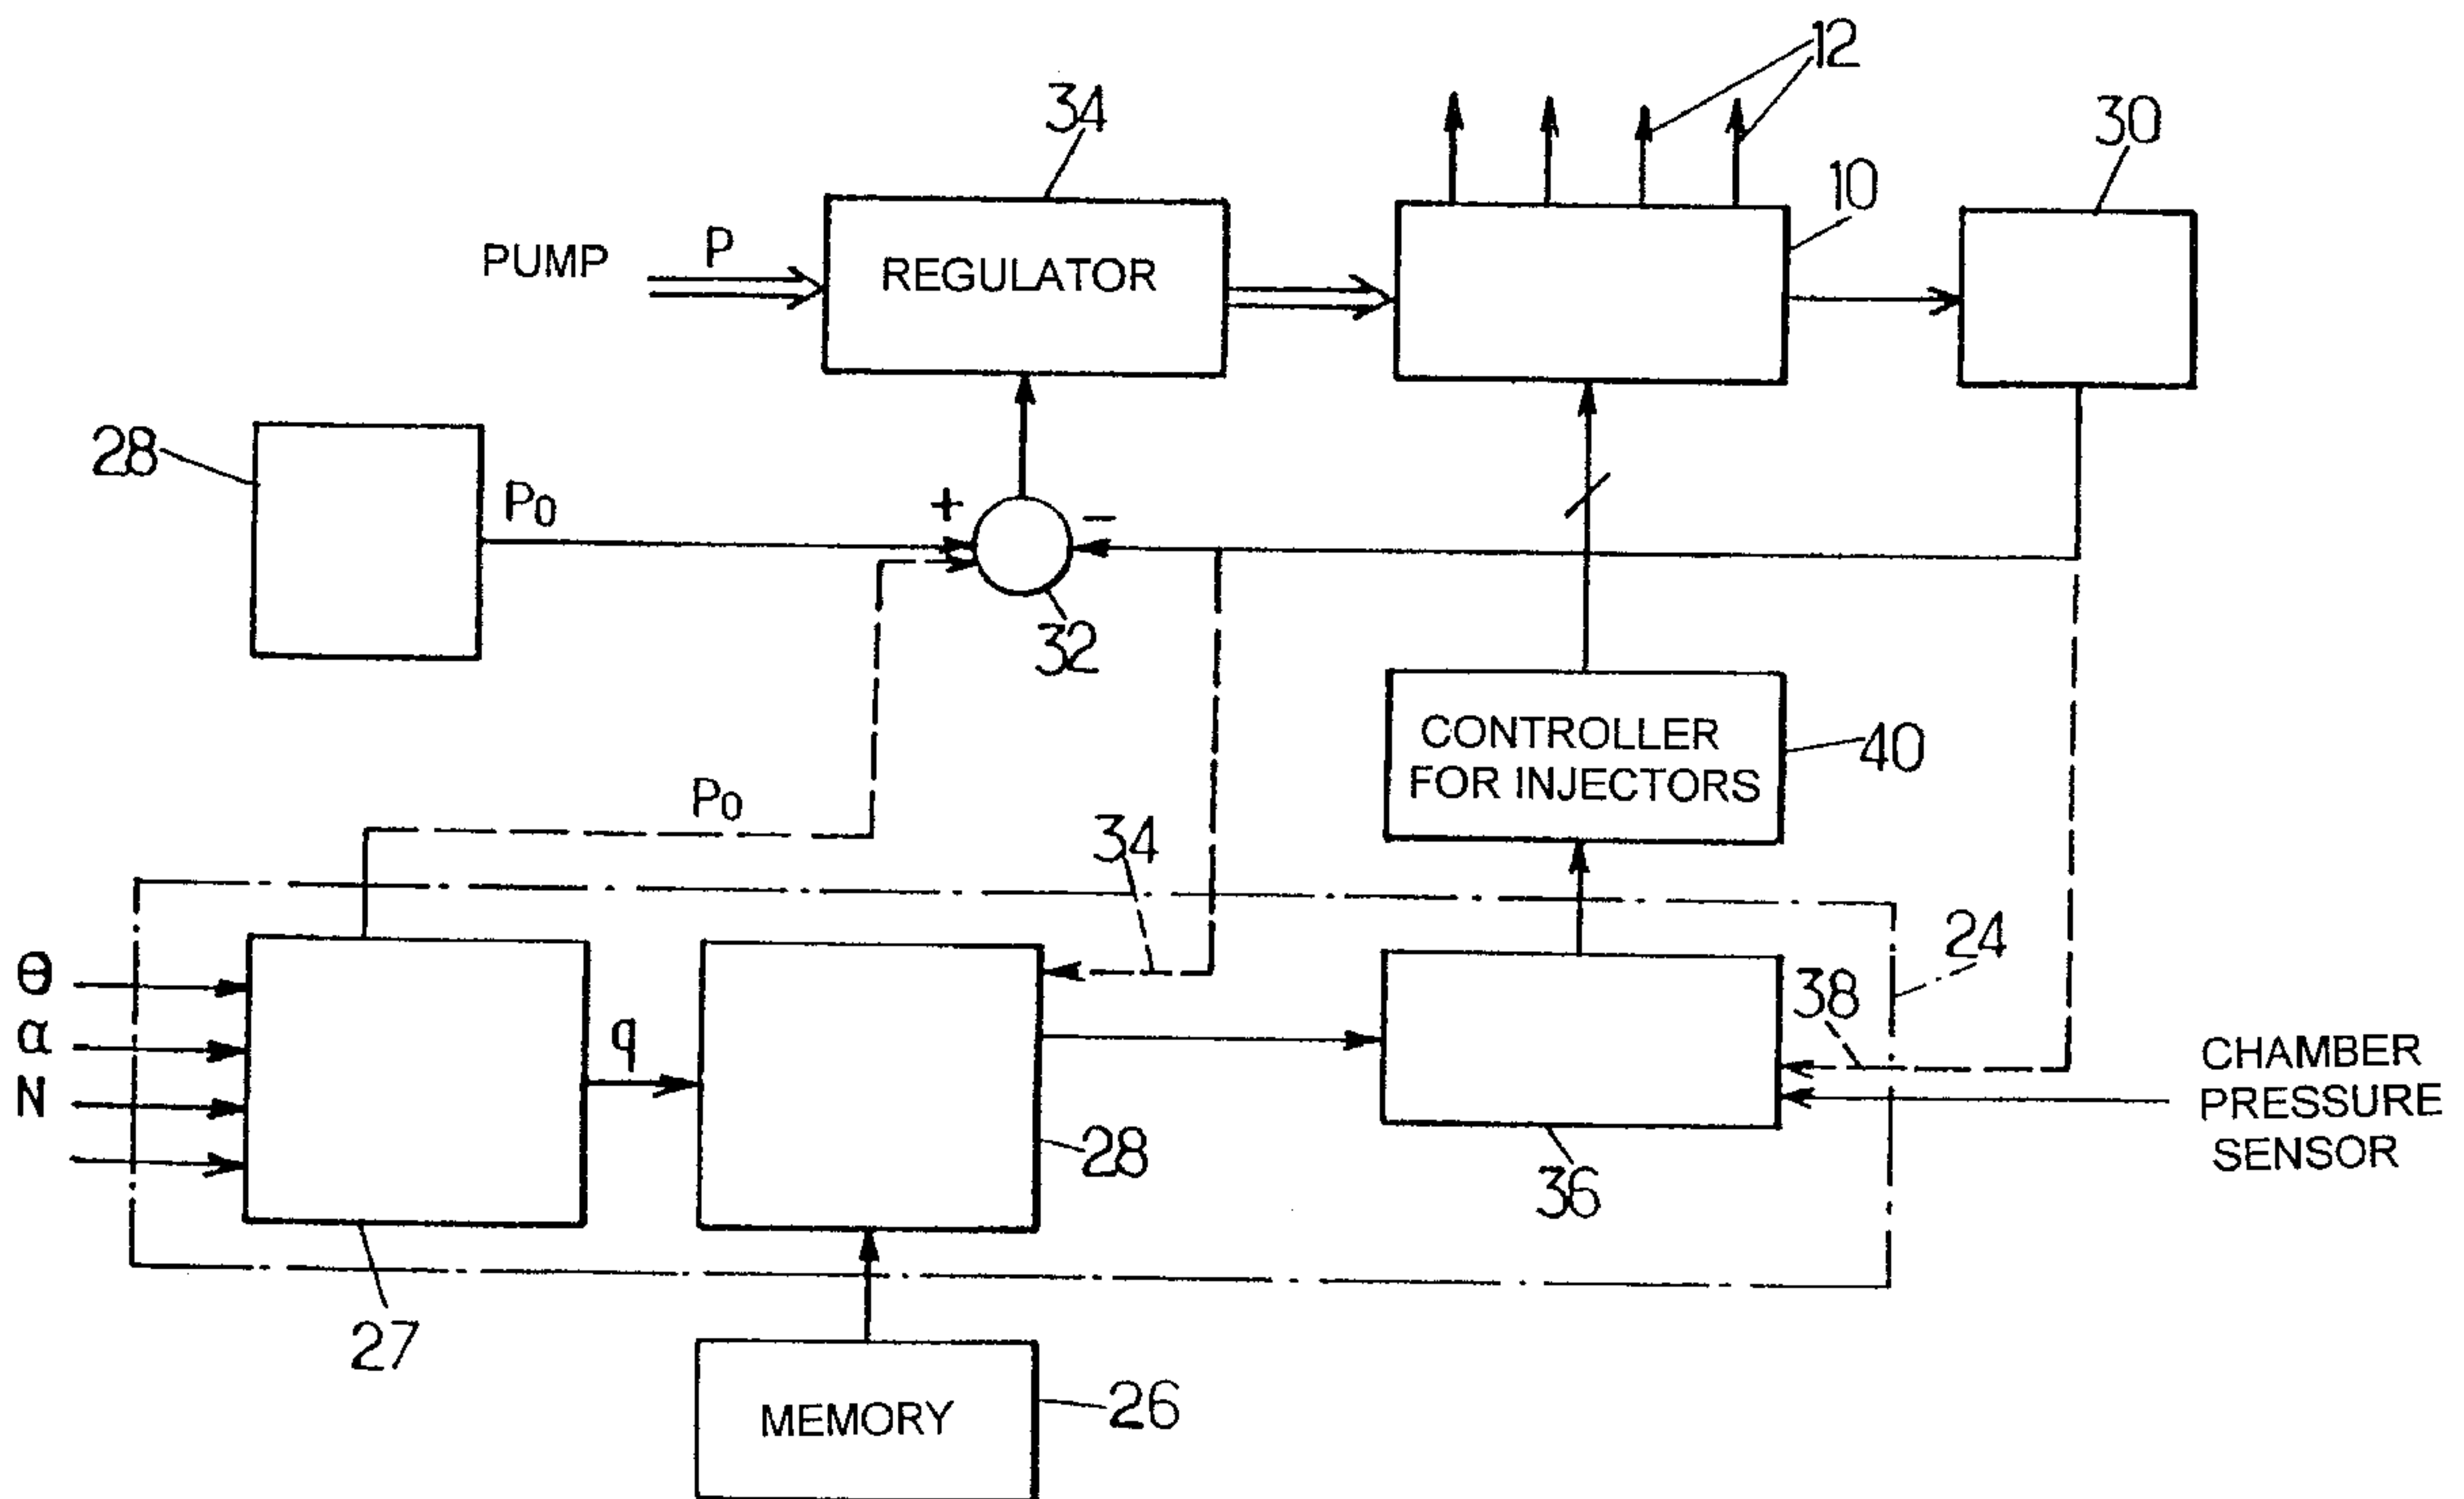 12
34
30
10
PUMP
P
REGULATOR
28
P0
+
−
32
CONTROLLER
FOR INJECTORS
40
P0
34
24
Θ
α
N
q
38
CHAMBER
PRESSURE
SENSOR
28
36
27
MEMORY
26